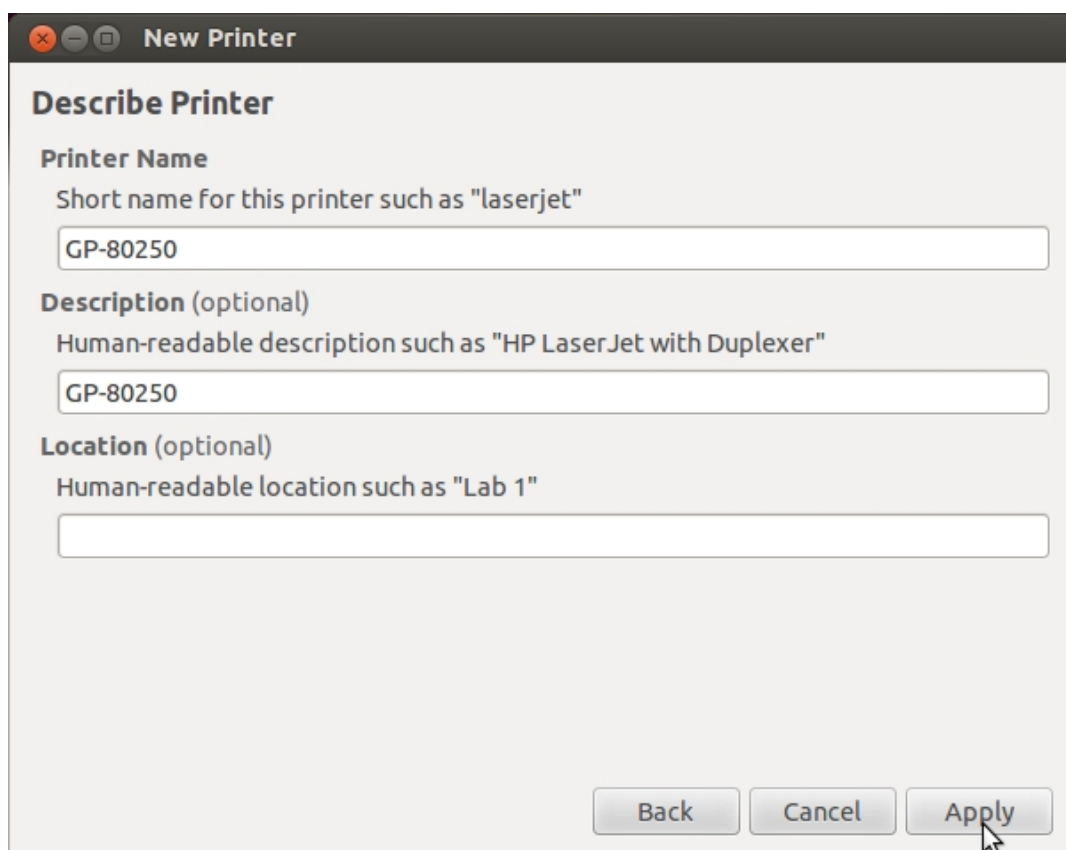 New Printer
Describe Printer
Printer Name
Short name for this printer such as "laserjet"
GP-80250
Description (optional)
Human-readable description such as "HP LaserJet with Duplexer"
GP-80250
Location (optional)
Human-readable location such as "Lab 1"
Back Cancel Apply